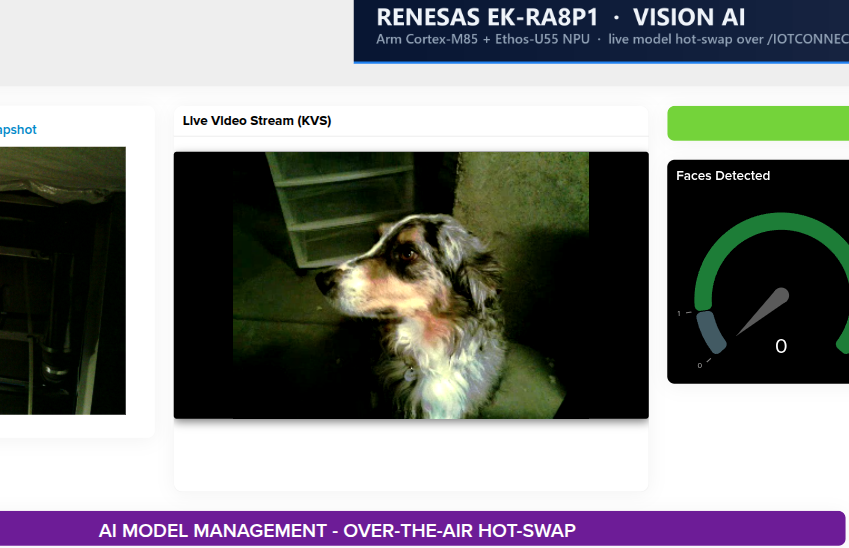 RENESAS EK-RA8P1 · VISION AI
Arm Cortex-M85 + Ethos-U55 NPU · live model hot-swap over /IOTCONNEC
apshot
Live Video Stream (KVS)
Faces Detected
1
0
0
AI MODEL MANAGEMENT - OVER-THE-AIR HOT-SWAP